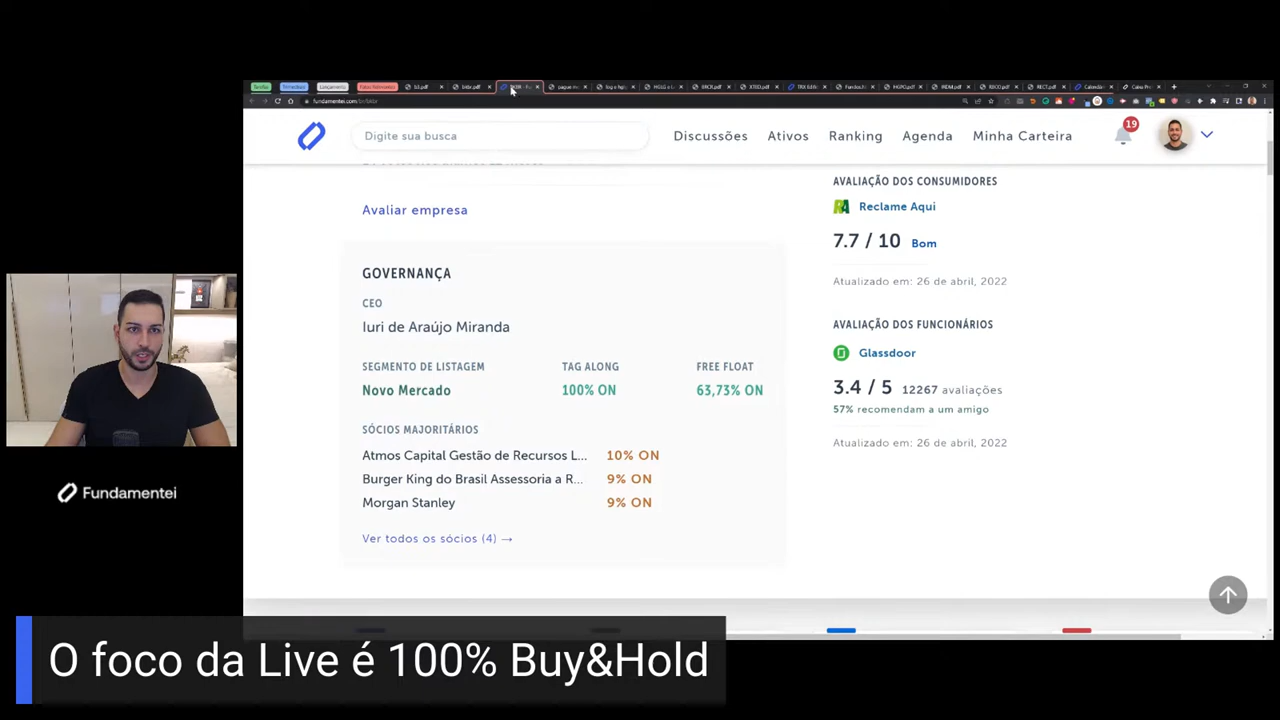 Tarefas
fundamentei.com/br/bkbr
Digite sua busca
Discussões
Ativos
Ranking
Agenda
Minha Carteira
19
Avaliar empresa
GOVERNANÇA
CEO
Iuri de Araújo Miranda
SEGMENTO DE LISTAGEM
TAG ALONG
FREE FLOAT
Novo Mercado
100% ON
63,73% ON
SÓCIOS MAJORITÁRIOS
Atmos Capital Gestão de Recursos L...
10% ON
Burger King do Brasil Assessoria a R...
9% ON
Morgan Stanley
9% ON
Ver todos os sócios (4) →
AVALIAÇÃO DOS CONSUMIDORES
Reclame Aqui
7.7 / 10 Bom
Atualizado em: 26 de abril, 2022
AVALIAÇÃO DOS FUNCIONÁRIOS
Glassdoor
3.4 / 5 12267 avaliações
57% recomendam a um amigo
Atualizado em: 26 de abril, 2022
Fundamentei
O foco da Live é 100% Buy&Hold